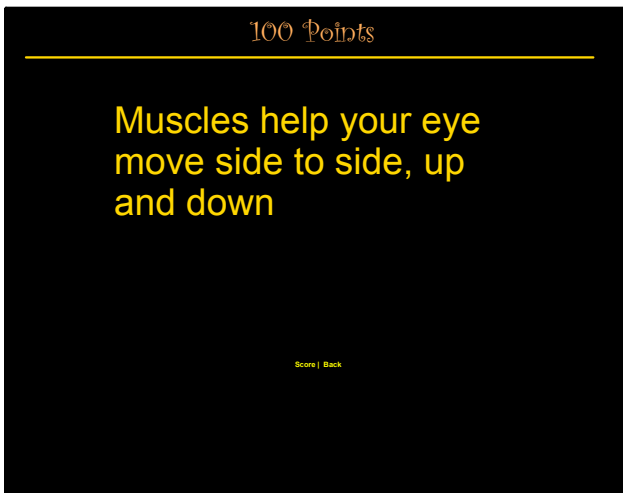 100 Points
Muscles help your eye
move side to side, up
and down
Score | Back